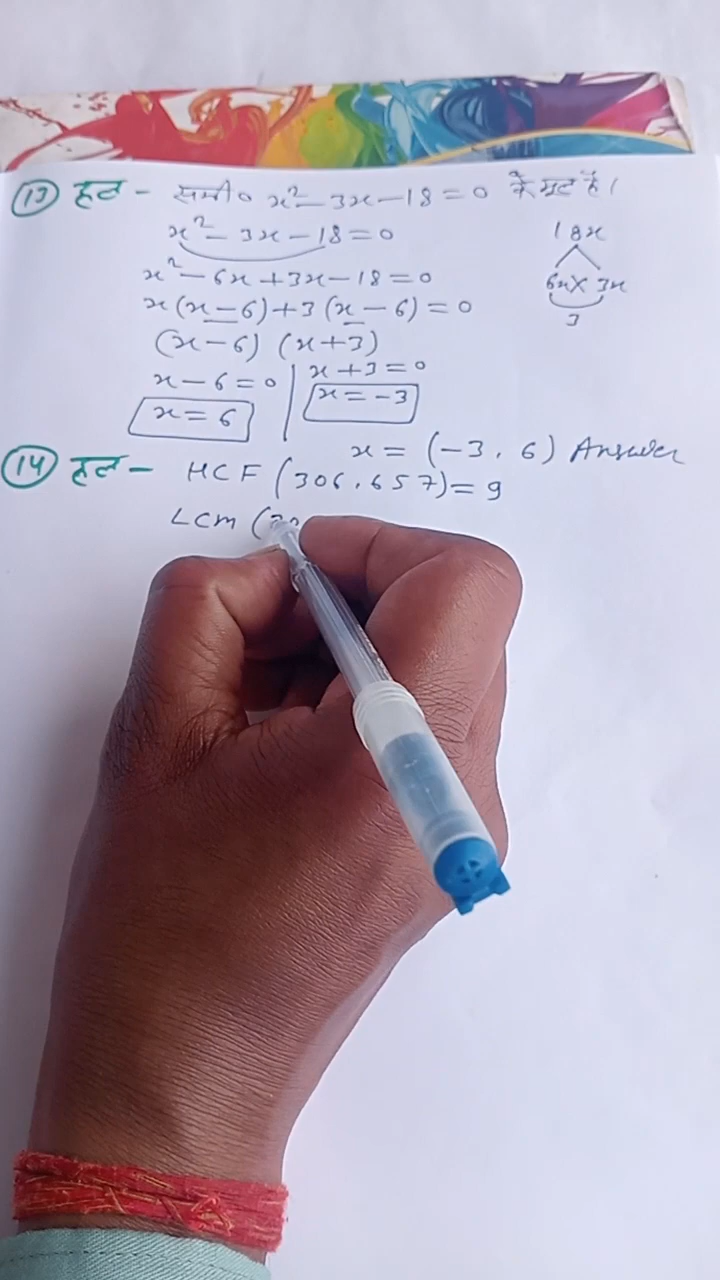 13 हल - समी० x² - 3x - 18 = 0 के मूल हैं।
x² - 3x - 18 = 0
18x
x² - 6x + 3x - 18 = 0
6x × 3x
x (x - 6) + 3 (x - 6) = 0
3
(x - 6) (x + 3)
x - 6 = 0 | x + 3 = 0
x = 6 | x = -3
x = (-3, 6) Answer
14 हल - HCF (306, 657) = 9
LCM (30